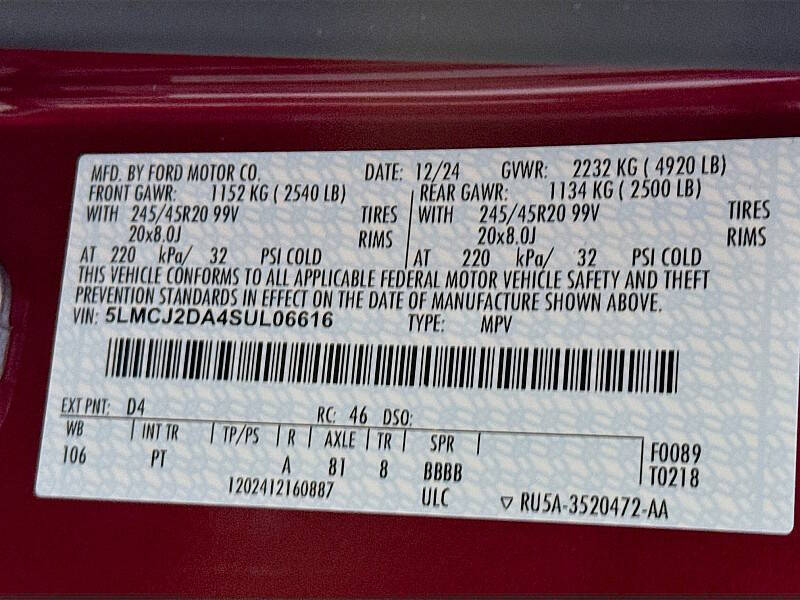 MFD. BY FORD MOTOR CO. DATE: 12/24 GVWR: 2232 KG ( 4920 LB)
FRONT GAWR: 1152 KG ( 2540 LB) REAR GAWR: 1134 KG ( 2500 LB)
WITH 245/45R20 99V TIRES WITH 245/45R20 99V TIRES
20x8.0J RIMS 20x8.0J RIMS
AT 220 kPa/ 32 PSI COLD AT 220 kPa/ 32 PSI COLD
THIS VEHICLE CONFORMS TO ALL APPLICABLE FEDERAL MOTOR VEHICLE SAFETY AND THEFT
PREVENTION STANDARDS IN EFFECT ON THE DATE OF MANUFACTURE SHOWN ABOVE.
VIN: 5LMCJ2DA4SUL06616 TYPE: MPV
EXT PNT: D4 RC: 46 DSO:
WB INT TR TP/PS R AXLE TR SPR F0089
106 PT A 81 8 BBBB T0218
1202412160887 ULC ▽ RU5A-3520472-AA